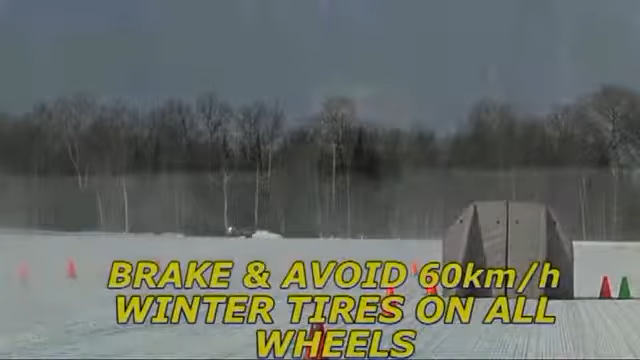 BRAKE & AVOID 60km/h
WINTER TIRES ON ALL
WHEELS